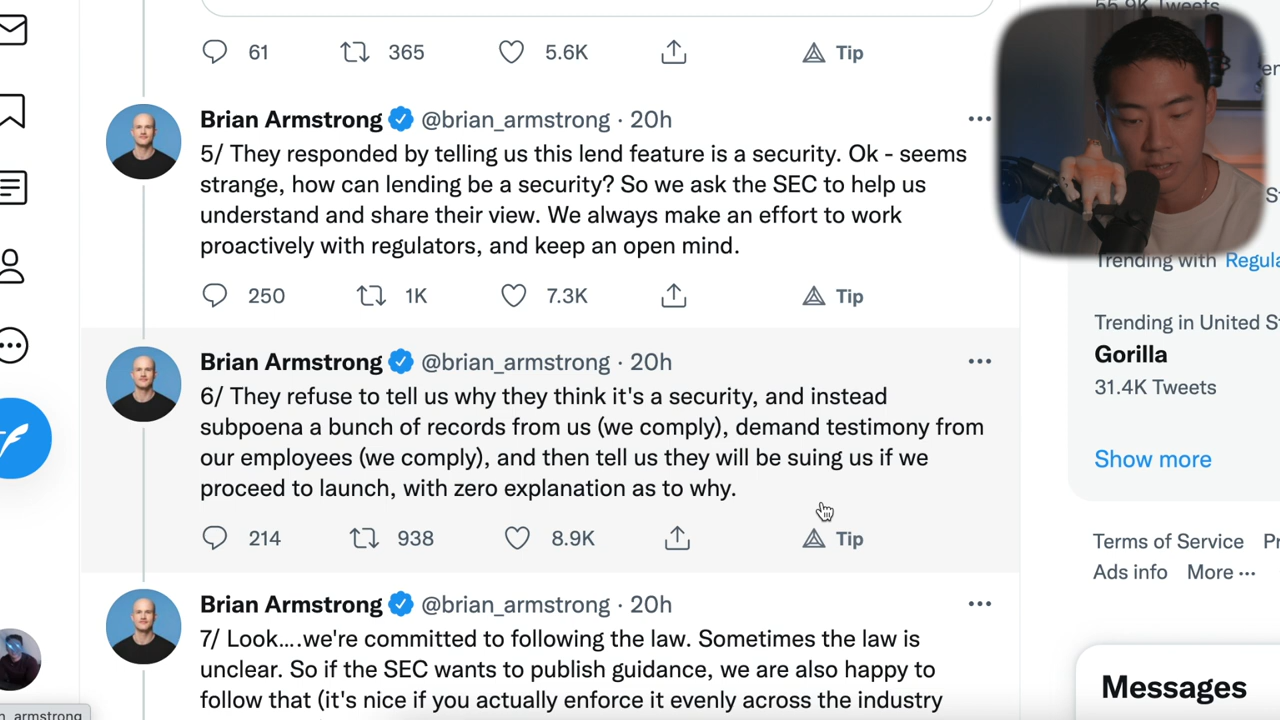 55.9K Tweets
61 365 5.6K Tip
Brian Armstrong @brian_armstrong · 20h
5/ They responded by telling us this lend feature is a security. Ok - seems
strange, how can lending be a security? So we ask the SEC to help us
understand and share their view. We always make an effort to work
proactively with regulators, and keep an open mind.
250 1K 7.3K Tip
Brian Armstrong @brian_armstrong · 20h
6/ They refuse to tell us why they think it's a security, and instead
subpoena a bunch of records from us (we comply), demand testimony from
our employees (we comply), and then tell us they will be suing us if we
proceed to launch, with zero explanation as to why.
214 938 8.9K Tip
Brian Armstrong @brian_armstrong · 20h
7/ Look....we're committed to following the law. Sometimes the law is
unclear. So if the SEC wants to publish guidance, we are also happy to
follow that (it's nice if you actually enforce it evenly across the industry
Trending with Regula
Trending in United St
Gorilla
31.4K Tweets
Show more
Terms of Service Pr
Ads info More ...
Messages
n_armstrong